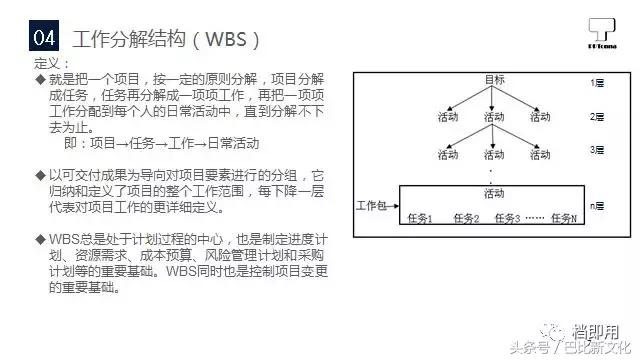 04 工作分解结构（WBS）
PPTonna
定义：
◆就是把一个项目，按一定的原则分解，项目分解
成任务，任务再分解成一项项工作，再把一项项
工作分配到每个人的日常活动中，直到分解不下
去为止。
即：项目→任务→工作→日常活动
◆以可交付成果为导向对项目要素进行的分组，它
归纳和定义了项目的整个工作范围，每下降一层
代表对项目工作的更详细定义。
◆WBS总是处于计划过程的中心，也是制定进度计
划、资源需求、成本预算、风险管理计划和采购
计划等的重要基础。WBS同时也是控制项目变更
的重要基础。
目标 1层
活动 活动 活动 2层
活动 活动 活动 3层
活动
工作包 n层
任务1 任务2 任务3 …… 任务N
档即用
头条号／巴比新文化